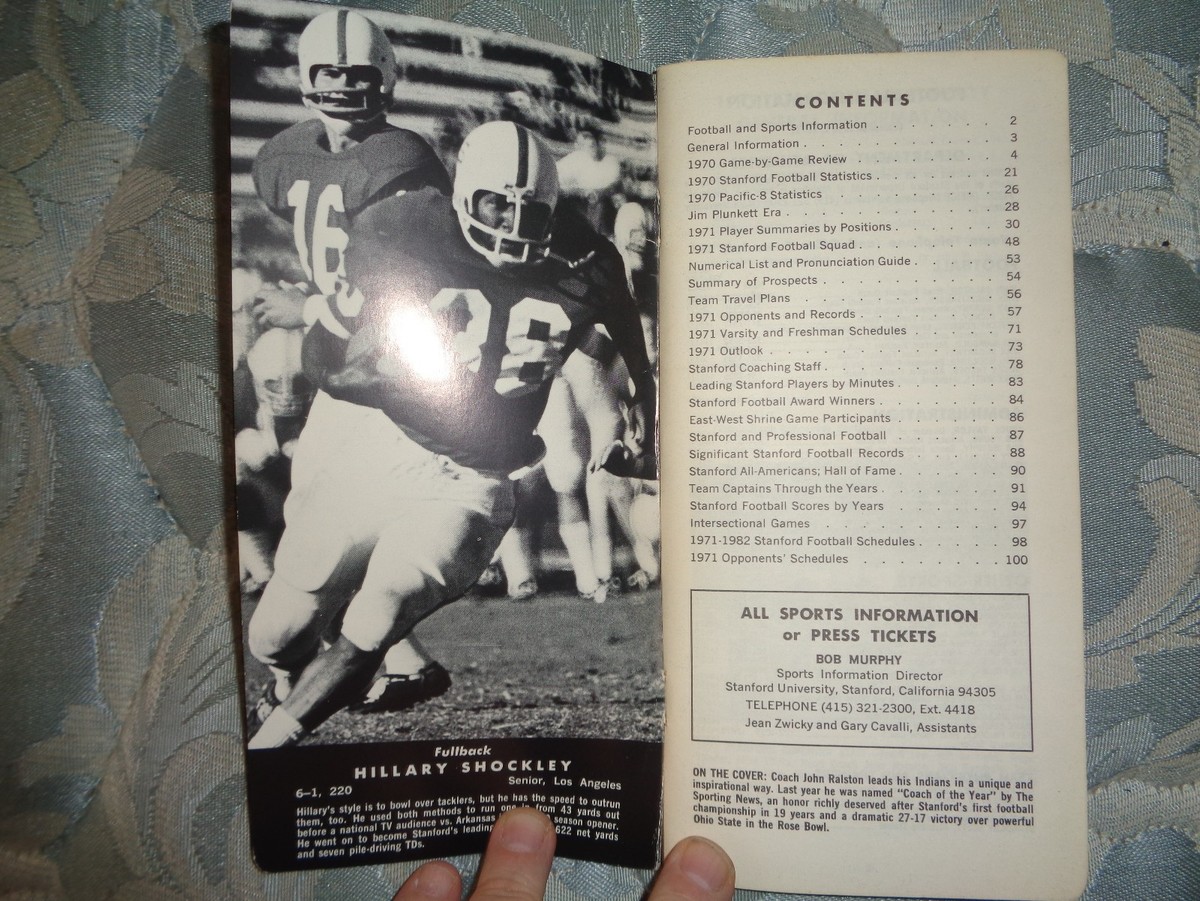 16
38
Fullback
HILLARY SHOCKLEY
6–1, 220
Senior, Los Angeles
Hillary's style is to bowl over tacklers, but he has the speed to outrun
them, too. He used both methods to run one from 43 yards out
before a national TV audience vs. Arkansas season opener.
He went on to become Stanford's leading 622 net yards
and seven pile-driving TDs.
CONTENTS
Football and Sports Information . . . . . . . 2
General Information . . . . . . . . . . . 3
1970 Game-by-Game Review . . . . . . . . 4
1970 Stanford Football Statistics . . . . . . . 21
1970 Pacific-8 Statistics . . . . . . . . . 26
Jim Plunkett Era . . . . . . . . . . . . 28
1971 Player Summaries by Positions . . . . . . 30
1971 Stanford Football Squad . . . . . . . . 48
Numerical List and Pronunciation Guide . . . . . 53
Summary of Prospects . . . . . . . . . . 54
Team Travel Plans . . . . . . . . . . . 56
1971 Opponents and Records . . . . . . . . 57
1971 Varsity and Freshman Schedules . . . . . 71
1971 Outlook . . . . . . . . . . . . . 73
Stanford Coaching Staff . . . . . . . . . . 78
Leading Stanford Players by Minutes . . . . . . 83
Stanford Football Award Winners . . . . . . . 84
East-West Shrine Game Participants . . . . . . 86
Stanford and Professional Football . . . . . . 87
Significant Stanford Football Records . . . . . 88
Stanford All-Americans; Hall of Fame . . . . . . 90
Team Captains Through the Years . . . . . . . 91
Stanford Football Scores by Years . . . . . . 94
Intersectional Games . . . . . . . . . . 97
1971-1982 Stanford Football Schedules . . . . . 98
1971 Opponents' Schedules . . . . . . . . 100
ALL SPORTS INFORMATION
or PRESS TICKETS
BOB MURPHY
Sports Information Director
Stanford University, Stanford, California 94305
TELEPHONE (415) 321-2300, Ext. 4418
Jean Zwicky and Gary Cavalli, Assistants
ON THE COVER: Coach John Ralston leads his Indians in a unique and
inspirational way. Last year he was named "Coach of the Year" by The
Sporting News, an honor richly deserved after Stanford's first football
championship in 19 years and a dramatic 27-17 victory over powerful
Ohio State in the Rose Bowl.